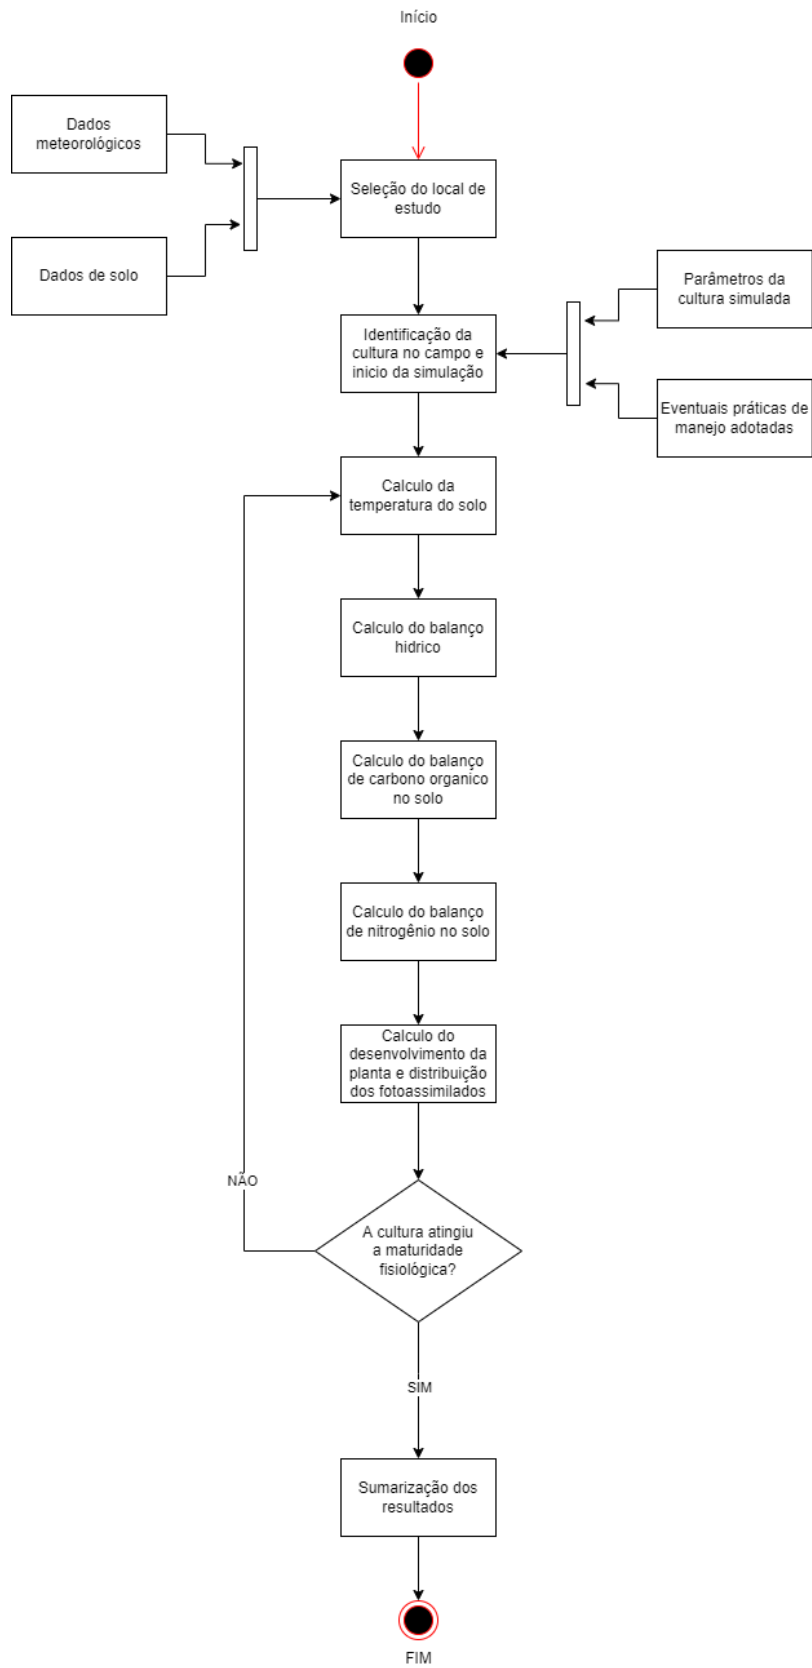 Início
Dados
meteorológicos
Seleção do local de
estudo
Dados de solo
Parâmetros da
cultura simulada
Identificação da
cultura no campo e
inicio da simulação
Eventuais práticas de
manejo adotadas
Calculo da
temperatura do solo
Calculo do balanço
hidrico
Calculo do balanço
de carbono organico
no solo
Calculo do balanço
de nitrogênio no solo
Calculo do
desenvolvimento da
planta e distribuição
dos fotoassimilados
NÃO
A cultura atingiu
a maturidade
fisiológica?
SIM
Sumarização dos
resultados
FIM